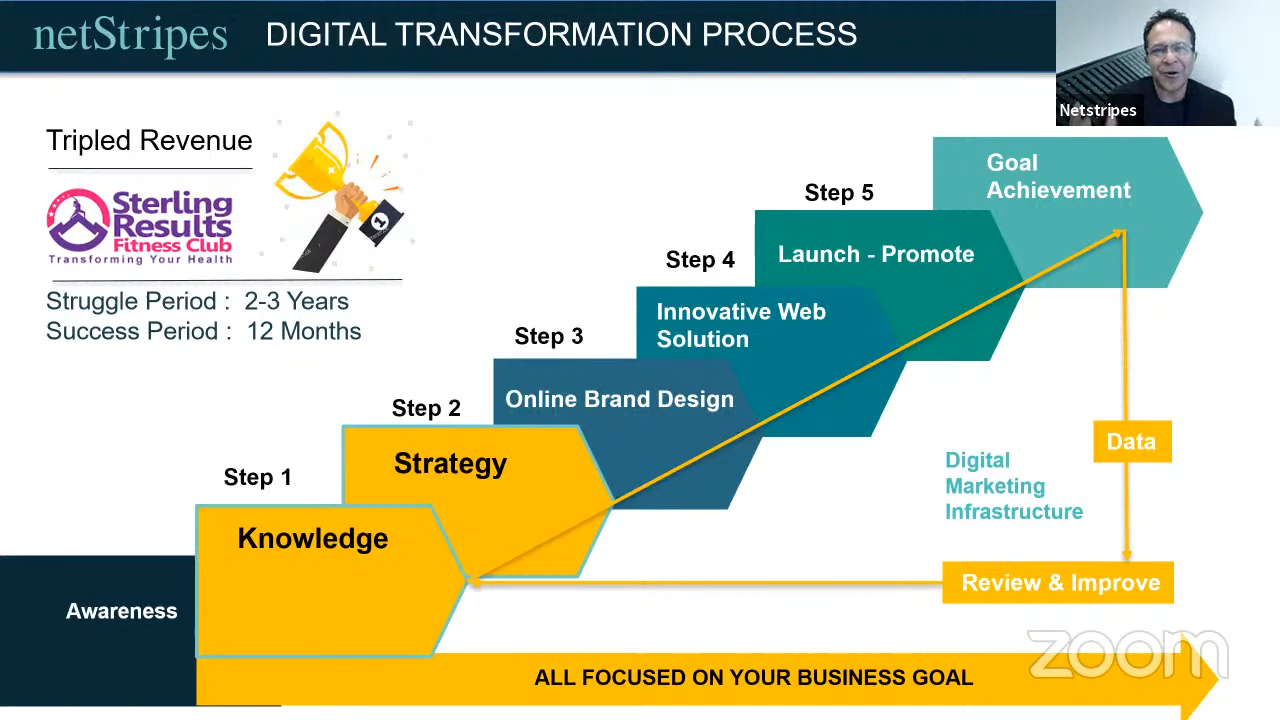 netStripes
DIGITAL TRANSFORMATION PROCESS
Netstripes
Tripled Revenue
Sterling
Results
Fitness Club
Transforming Your Health
1
Struggle Period : 2-3 Years
Success Period : 12 Months
Goal
Achievement
Step 5
Launch - Promote
Step 4
Innovative Web
Solution
Step 3
Online Brand Design
Step 2
Strategy
Step 1
Knowledge
Awareness
Data
Digital
Marketing
Infrastructure
Review & Improve
zoom
ALL FOCUSED ON YOUR BUSINESS GOAL